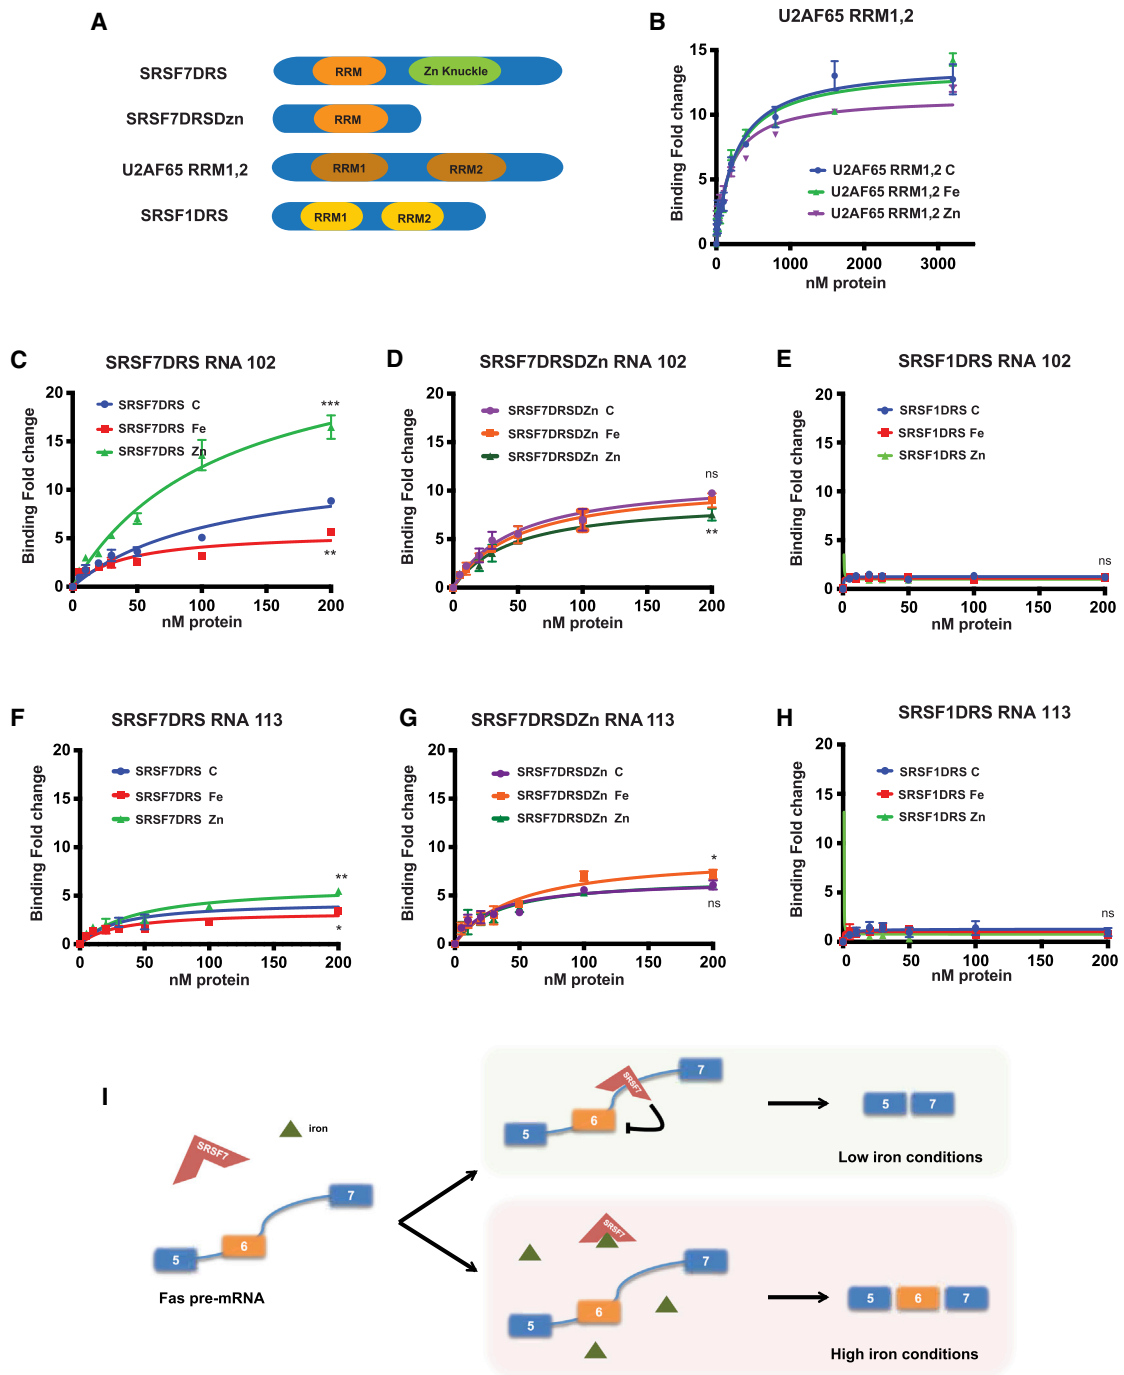 A
SRSF7DRS
RRM
Zn Knuckle
SRSF7DRSDzn
RRM
U2AF65 RRM1,2
RRM1
RRM2
SRSF1DRS
RRM1
RRM2
B
U2AF65 RRM1,2
Binding Fold change
15
10
5
0
U2AF65 RRM1,2 C
U2AF65 RRM1,2 Fe
U2AF65 RRM1,2 Zn
0
1000
2000
3000
nM protein
C
SRSF7DRS RNA 102
Binding Fold change
20
15
10
5
0
SRSF7DRS C
SRSF7DRS Fe
SRSF7DRS Zn
***
**
0
50
100
150
200
nM protein
D
SRSF7DRSDZn RNA 102
Binding Fold change
20
15
10
5
0
SRSF7DRSDZn C
SRSF7DRSDZn Fe
SRSF7DRSDZn Zn
ns
**
0
50
100
150
200
nM protein
E
SRSF1DRS RNA 102
Binding Fold change
20
15
10
5
0
SRSF1DRS C
SRSF1DRS Fe
SRSF1DRS Zn
ns
0
50
100
150
200
nM protein
F
SRSF7DRS RNA 113
Binding Fold change
20
15
10
5
0
SRSF7DRS C
SRSF7DRS Fe
SRSF7DRS Zn
**
*
0
50
100
150
200
nM protein
G
SRSF7DRSDZn RNA 113
Binding Fold change
20
15
10
5
0
SRSF7DRSDZn C
SRSF7DRSDZn Fe
SRSF7DRSDZn Zn
*
ns
0
50
100
150
200
nM protein
H
SRSF1DRS RNA 113
Binding Fold change
20
15
10
5
0
SRSF1DRS C
SRSF1DRS Fe
SRSF1DRS Zn
ns
0
50
100
150
200
nM protein
I
SRSF7
iron
5
6
7
Fas pre-mRNA
SRSF7
5
6
7
5
7
Low iron conditions
SRSF7
5
6
7
5
6
7
High iron conditions